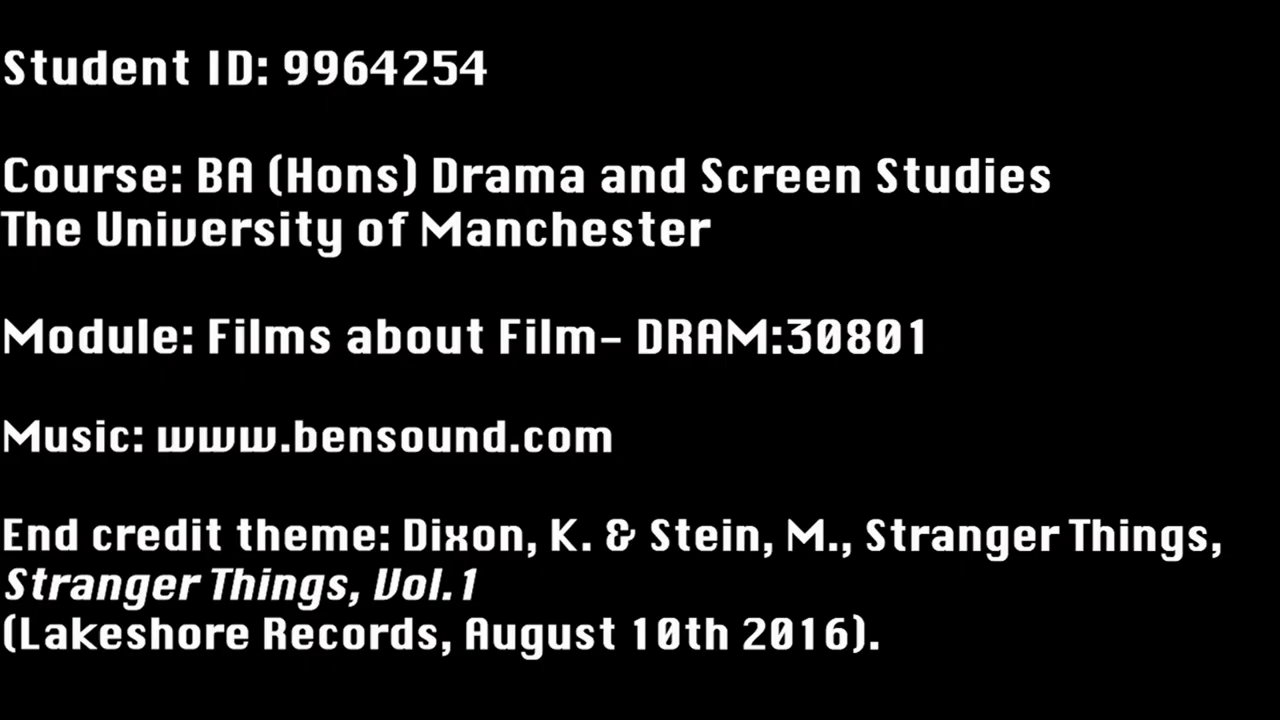 Student ID: 9964254
Course: BA (Hons) Drama and Screen Studies
The University of Manchester
Module: Films about Film- DRAM:30801
Music: www.bensound.com
End credit theme: Dixon, K. & Stein, M., Stranger Things,
Stranger Things, Vol.1
(Lakeshore Records, August 10th 2016).